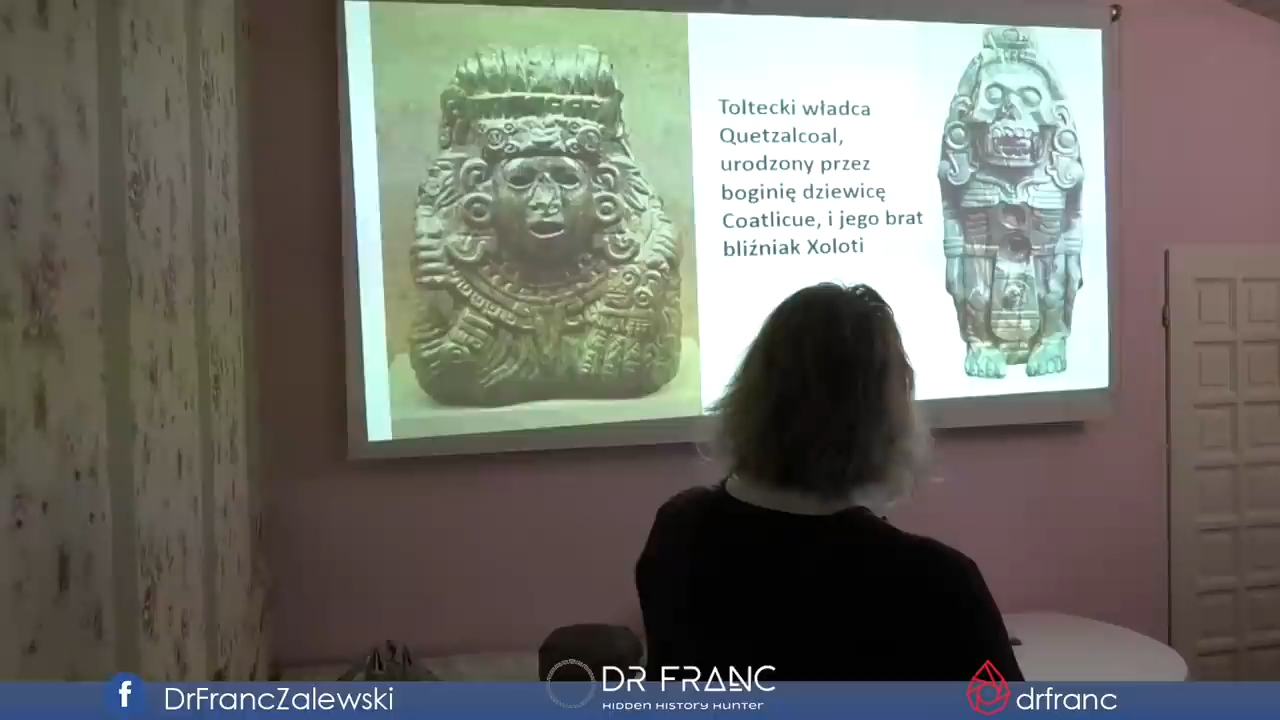 Toltecki władca
Quetzalcoal,
urodzony przez
boginię dziewicę
Coatlicue, i jego brat
bliźniak Xoloti
f DrFrancZalewski
DR FRANC
HIDDEN HISTORY HUNTER
drfranc